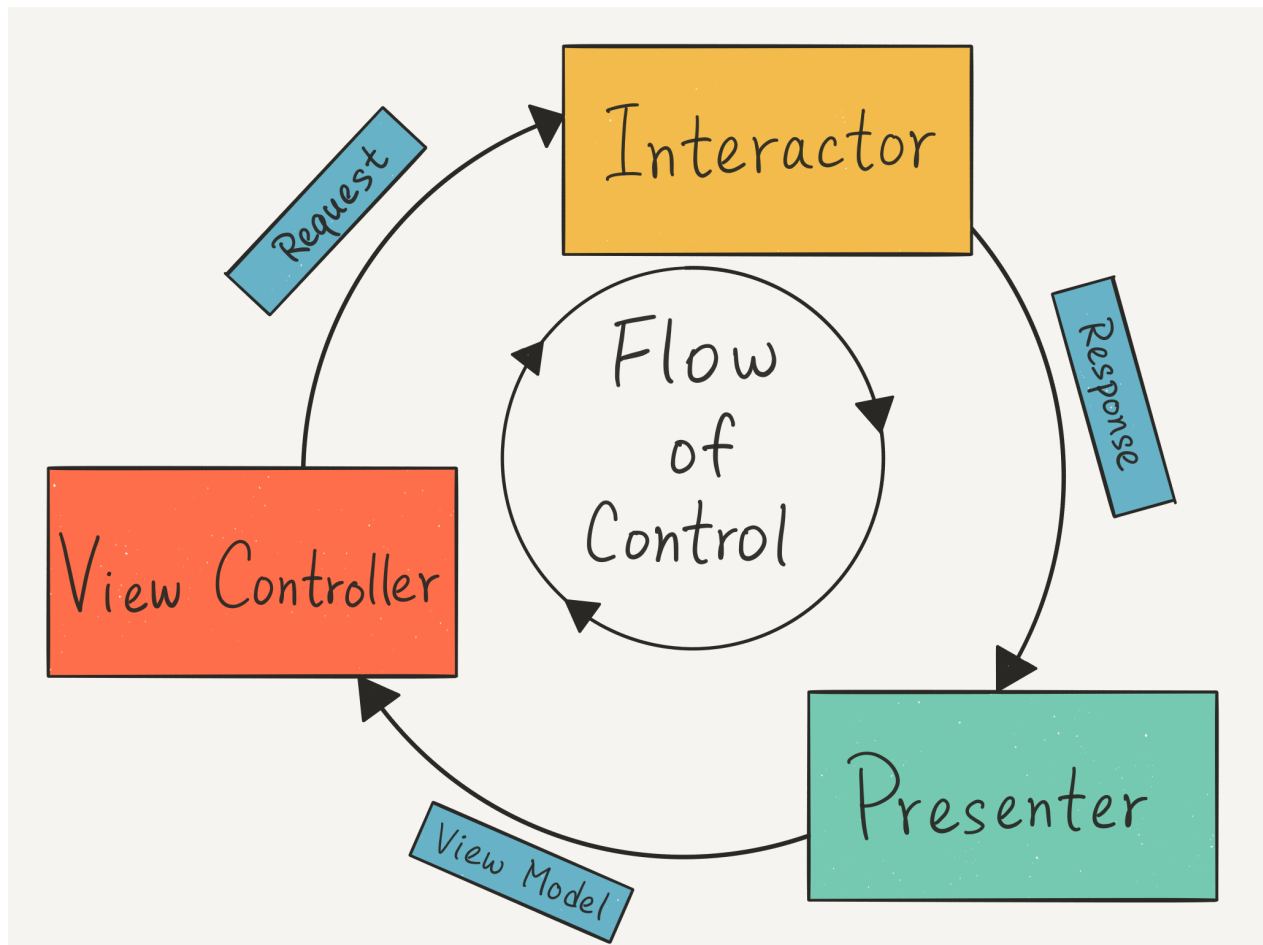 Interactor
Request
Flow
of
Control
Response
View Controller
Presenter
View Model